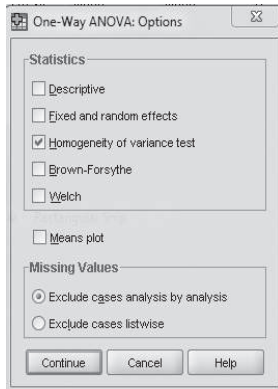 One-Way ANOVA: Options
Statistics
Descriptive
Fixed and random effects
Homogeneity of variance test
Brown-Forsythe
Welch
Means plot
Missing Values
Exclude cases analysis by analysis
Exclude cases listwise
Continue Cancel Help